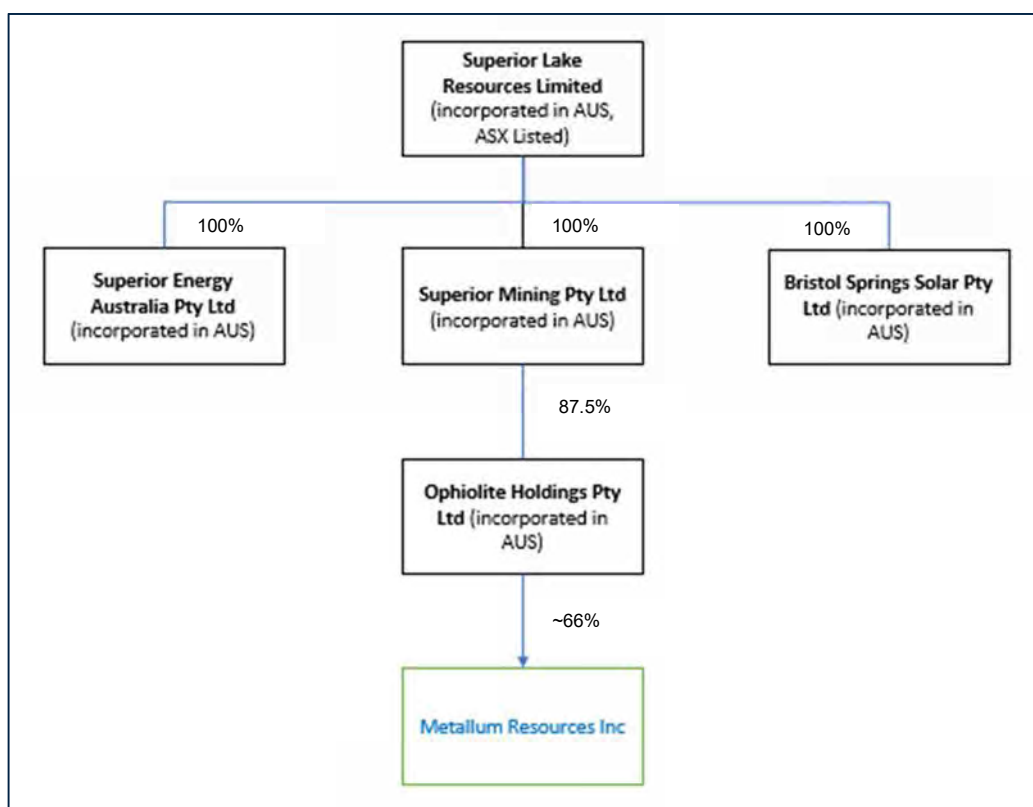 Superior Lake
Resources Limited
(incorporated in AUS,
ASX Listed)
100%
100%
100%
Superior Energy
Australia Pty Ltd
(incorporated in AUS)
Superior Mining Pty Ltd
(incorporated in AUS)
Bristol Springs Solar Pty
Ltd (incorporated in
AUS)
87.5%
Ophiolite Holdings Pty
Ltd (incorporated in
AUS)
~66%
Metallum Resources Inc